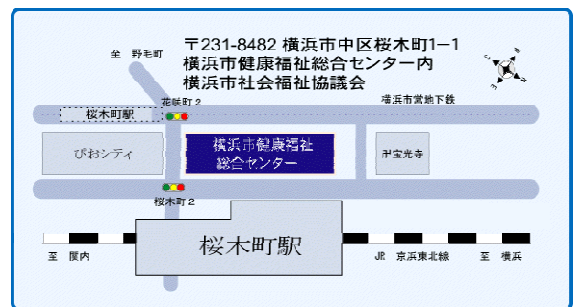 〒231-8482 横浜市中区桜木町1−1
横浜市健康福祉総合センター内
横浜市社会福祉協議会
至 野毛町
花咲町2
横浜市営地下鉄
桜木町駅
ぴおシティ
横浜市健康福祉
総合センター
卍宝光寺
桜木町2
桜木町駅
至 関内
JR 京浜東北線
至 横浜